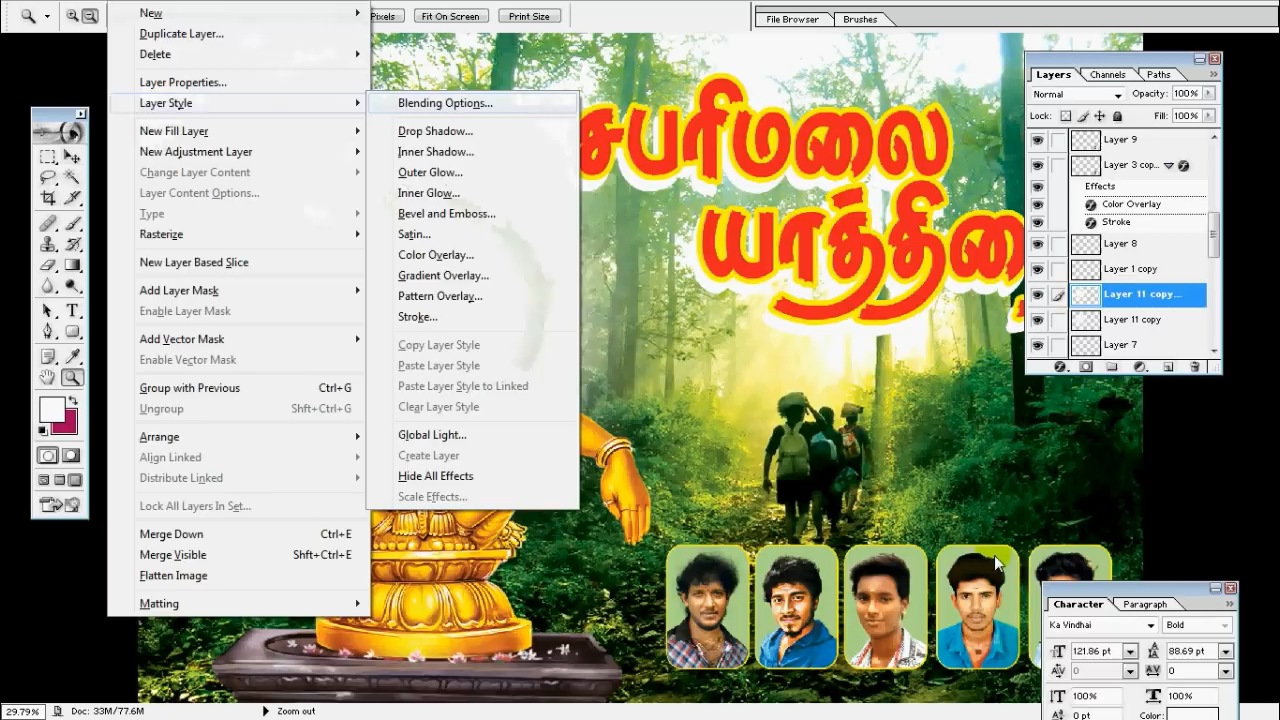 Pixels
Fit On Screen
Print Size
File Browser
Brushes
New
Duplicate Layer...
Delete
Layer Properties...
Layer Style
New Fill Layer
New Adjustment Layer
Change Layer Content
Layer Content Options...
Type
Rasterize
New Layer Based Slice
Add Layer Mask
Enable Layer Mask
Add Vector Mask
Enable Vector Mask
Group with Previous Ctrl+G
Ungroup Shft+Ctrl+G
Arrange
Align Linked
Distribute Linked
Lock All Layers In Set...
Merge Down Ctrl+E
Merge Visible Shft+Ctrl+E
Flatten Image
Matting
Blending Options...
Drop Shadow...
Inner Shadow...
Outer Glow...
Inner Glow...
Bevel and Emboss...
Satin...
Color Overlay...
Gradient Overlay...
Pattern Overlay...
Stroke...
Copy Layer Style
Paste Layer Style
Paste Layer Style to Linked
Clear Layer Style
Global Light...
Create Layer
Hide All Effects
Scale Effects...
சபரிமலை
Layers Channels Paths
Normal Opacity: 100%
Lock: Fill: 100%
Layer 9
Layer 3 cop...
Effects
Color Overlay
Stroke
Layer 8
Layer 1 copy
Layer 11 copy...
Layer 11 copy
Layer 7
Character Paragraph
Ka Vindhai Bold
121.86 pt 88.69 pt
0 0
100% 100%
0 pt Color:
29.79% Doc: 33M/77.6M Zoom out